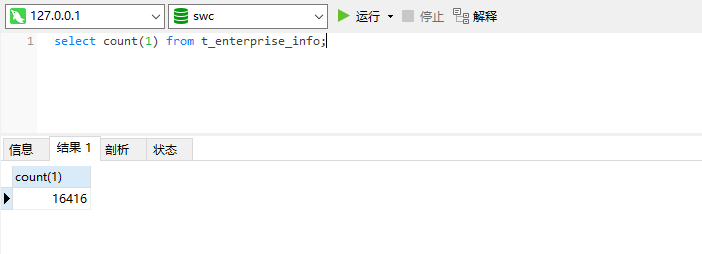 127.0.0.1 swc 运行 停止 解释
1 select count(1) from t_enterprise_info;
信息 结果 1 剖析 状态
count(1)
16416